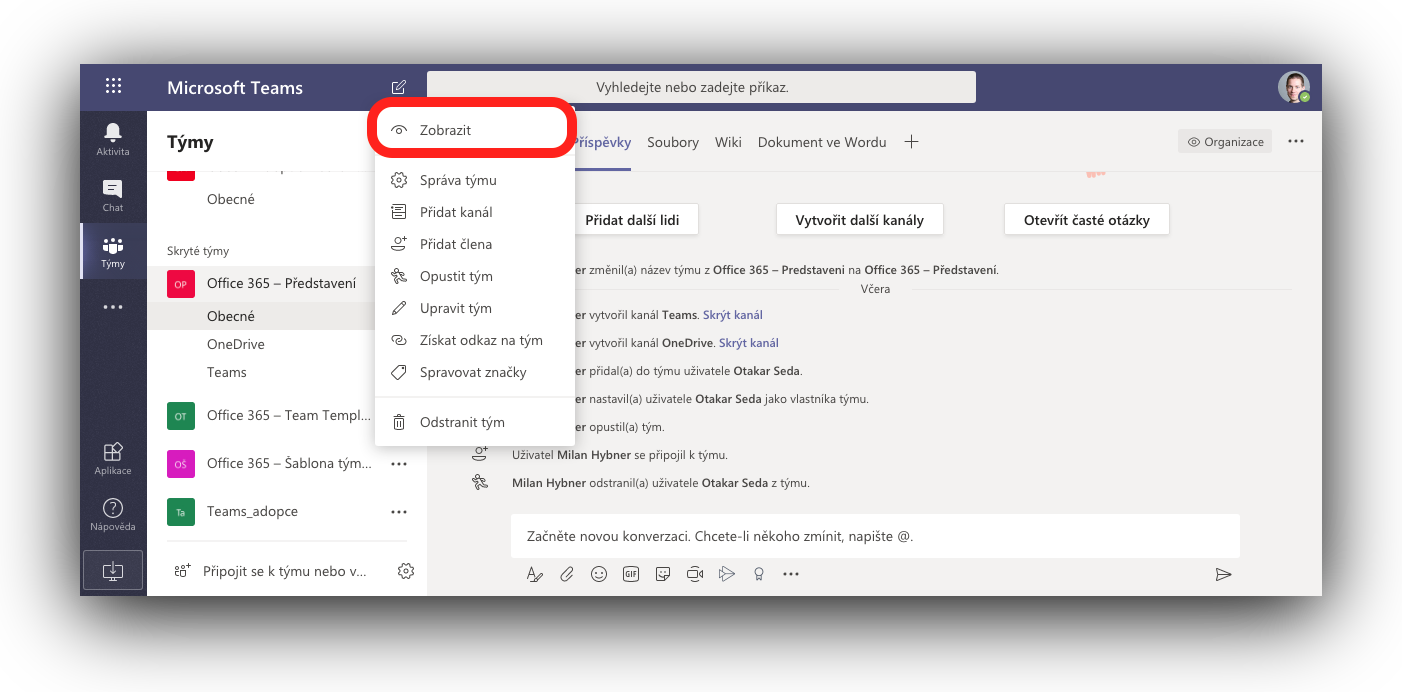 Microsoft Teams
Vyhledejte nebo zadejte příkaz.
Aktivita
Chat
Týmy
Aplikace
Nápověda
Týmy
Obecné
Skryté týmy
OP Office 365 – Představení
Obecné
OneDrive
Teams
OT Office 365 – Team Templ...
OŠ Office 365 – Šablona tým...
Ta Teams_adopce
Připojit se k týmu nebo v...
Zobrazit
Správa týmu
Přidat kanál
Přidat člena
Opustit tým
Upravit tým
Získat odkaz na tým
Spravovat značky
Odstranit tým
Příspěvky Soubory Wiki Dokument ve Wordu
Organizace
Přidat další lidi
Vytvořit další kanály
Otevřít časté otázky
er změnil(a) název týmu z Office 365 – Predstaveni na Office 365 – Představení.
Včera
er vytvořil kanál Teams. Skrýt kanál
er vytvořil kanál OneDrive. Skrýt kanál
er přidal(a) do týmu uživatele Otakar Seda.
er nastavil(a) uživatele Otakar Seda jako vlastníka týmu.
er opustil(a) tým.
Uživatel Milan Hybner se připojil k týmu.
Milan Hybner odstranil(a) uživatele Otakar Seda z týmu.
Začněte novou konverzaci. Chcete-li někoho zmínit, napište @.
GIF